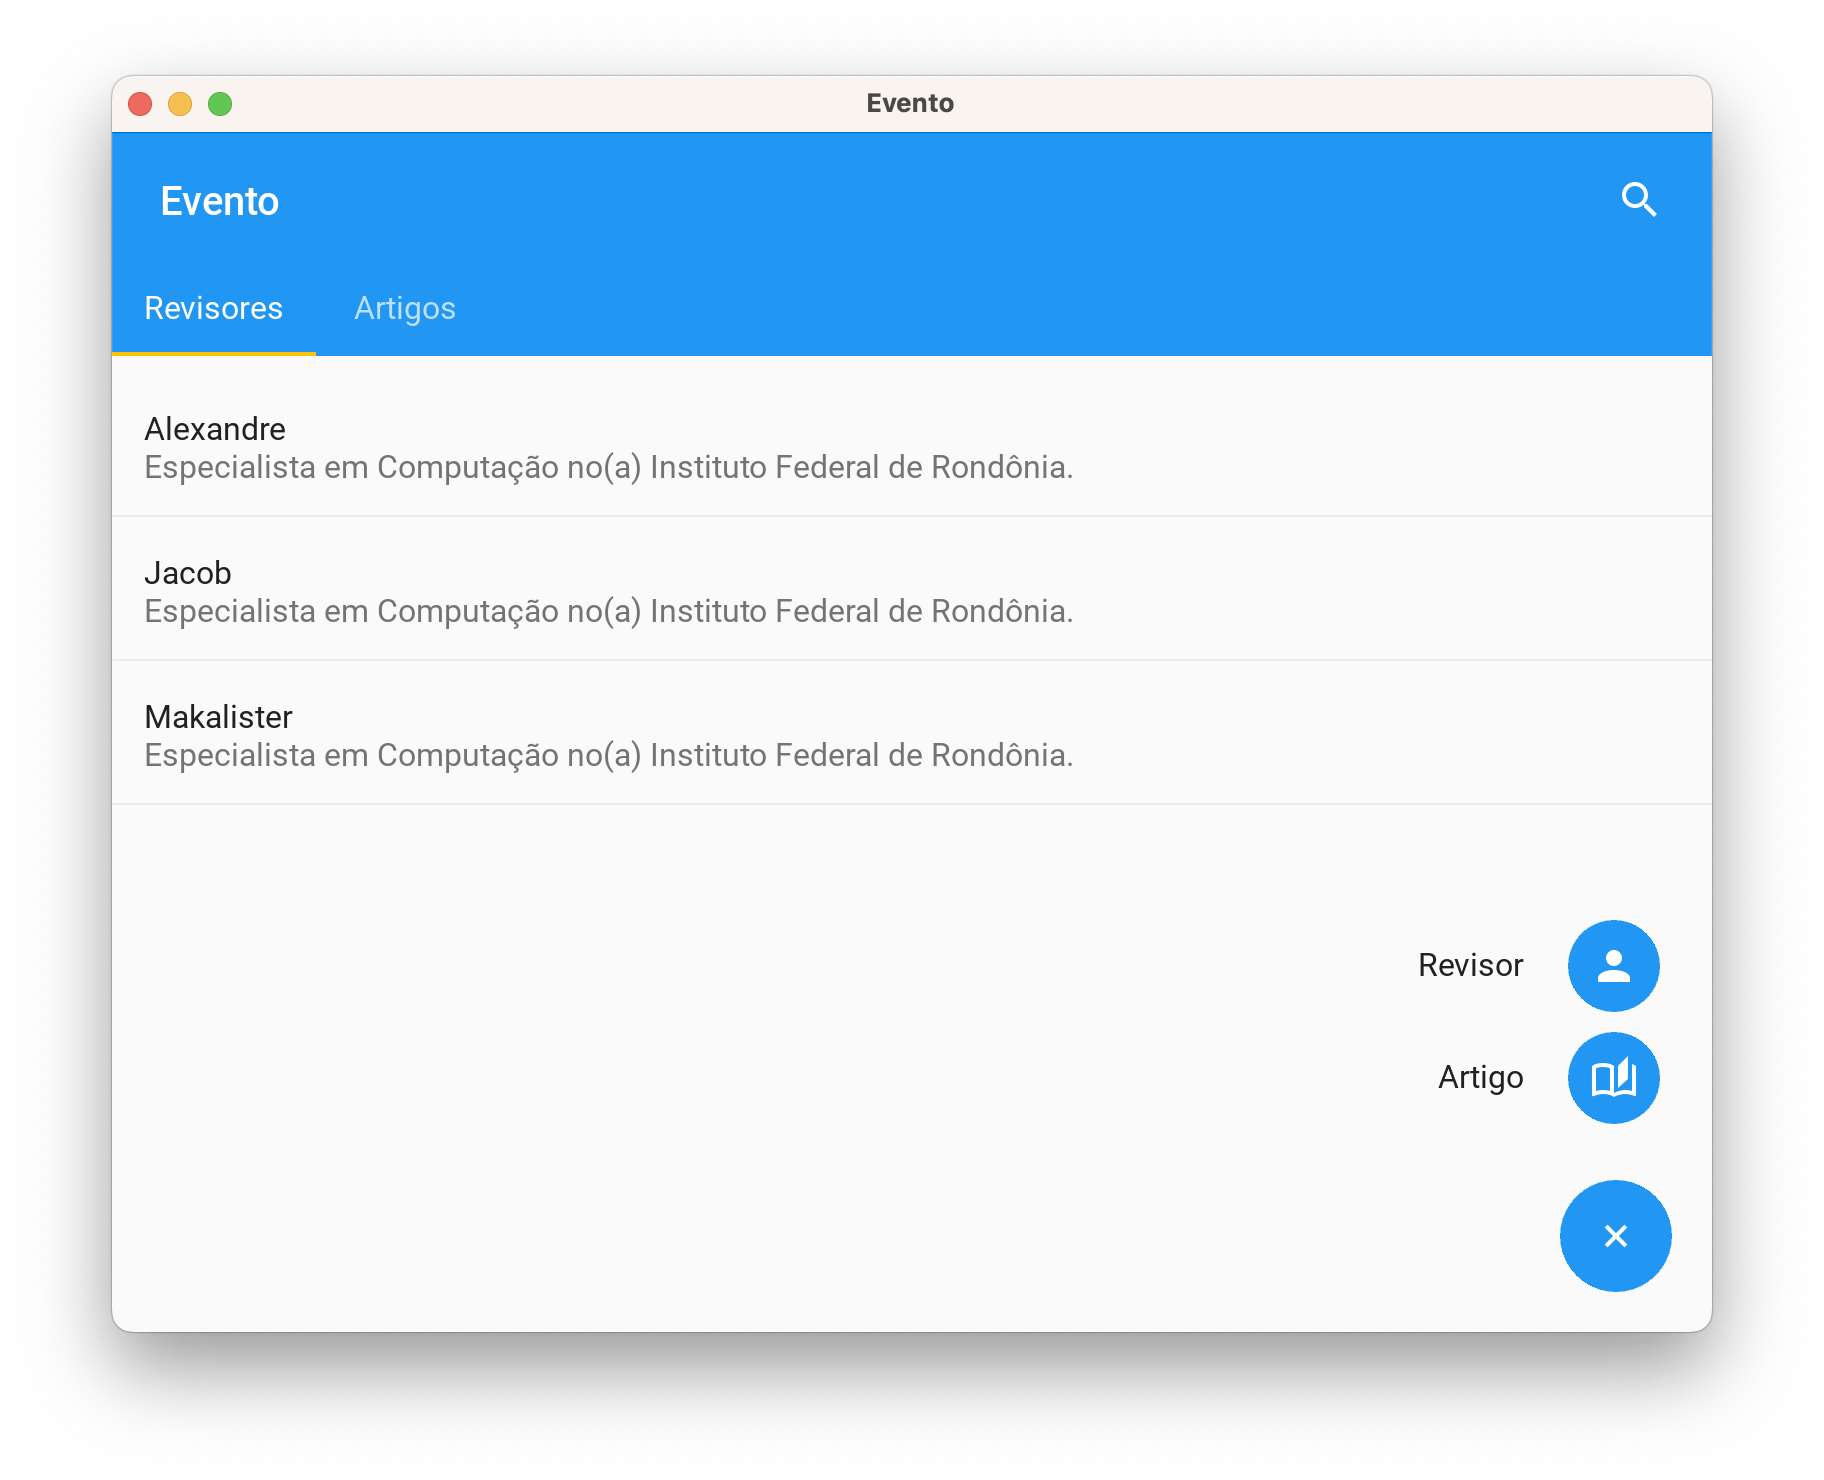 Evento
Evento
Revisores
Artigos
Alexandre
Especialista em Computação no(a) Instituto Federal de Rondônia.
Jacob
Especialista em Computação no(a) Instituto Federal de Rondônia.
Makalister
Especialista em Computação no(a) Instituto Federal de Rondônia.
Revisor
Artigo